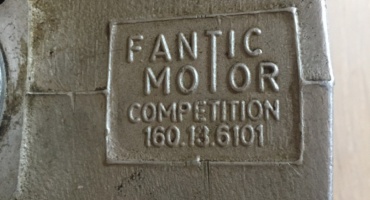 FANTIC
MOTOR
COMPETITION
160.13.6101